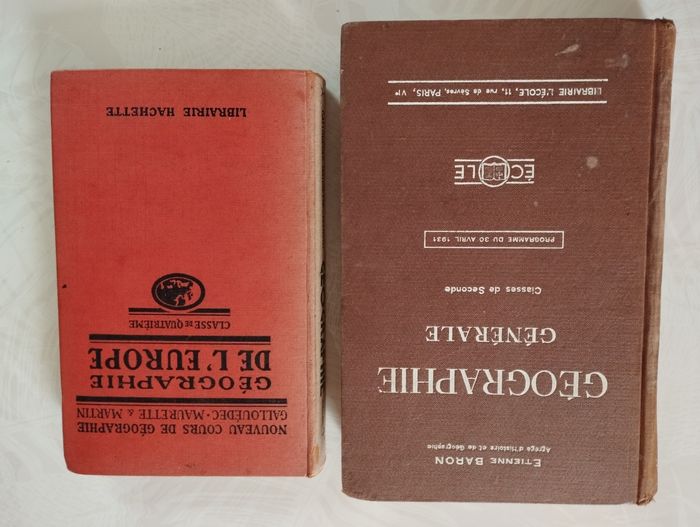 NOUVEAU COURS DE GÉOGRAPHIE
GALLOUÉDEC · MAURETTE & MARTIN
GÉOGRAPHIE
DE L'EUROPE
CLASSE DE QUATRIÈME
LIBRAIRIE HACHETTE
ETIENNE BARON
Agrégé d'Histoire et de Géographie
GÉOGRAPHIE
GÉNÉRALE
Classes de Seconde
PROGRAMME DU 30 AVRIL 1931
ÉCOLE
LIBRAIRIE L'ÉCOLE, 11, rue de Sèvres, PARIS, VIe